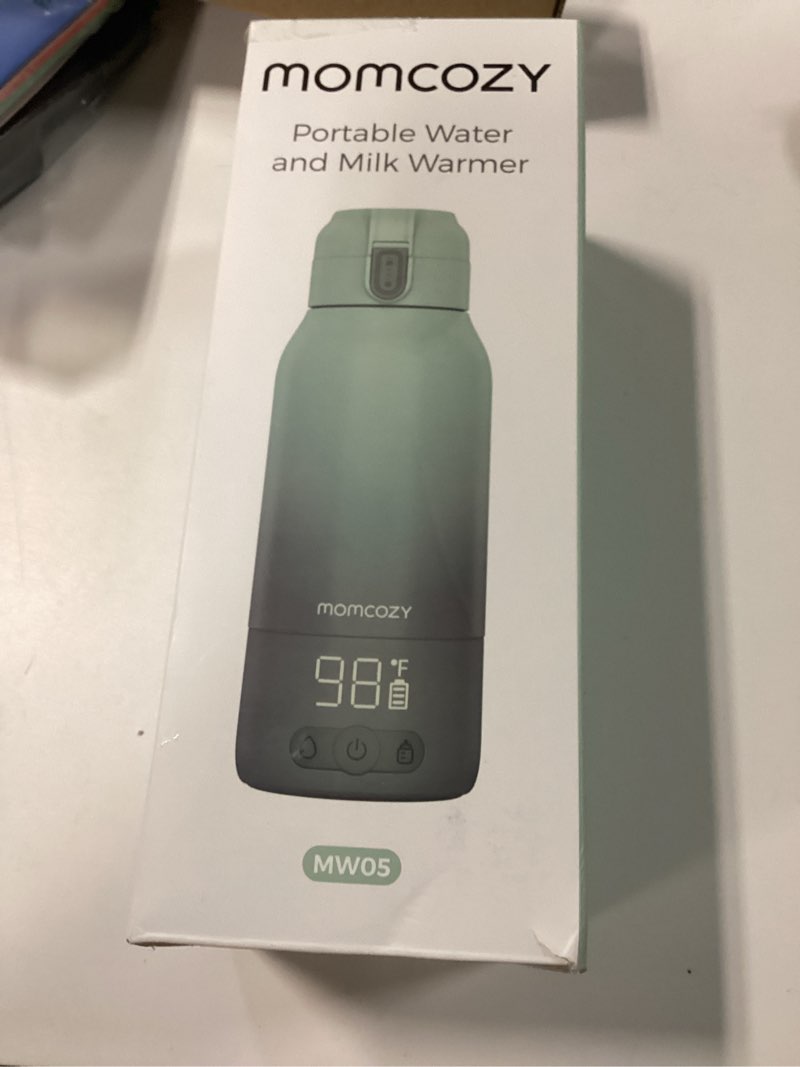 momcozy
Portable Water
and Milk Warmer
momcozy
98°F
MW05